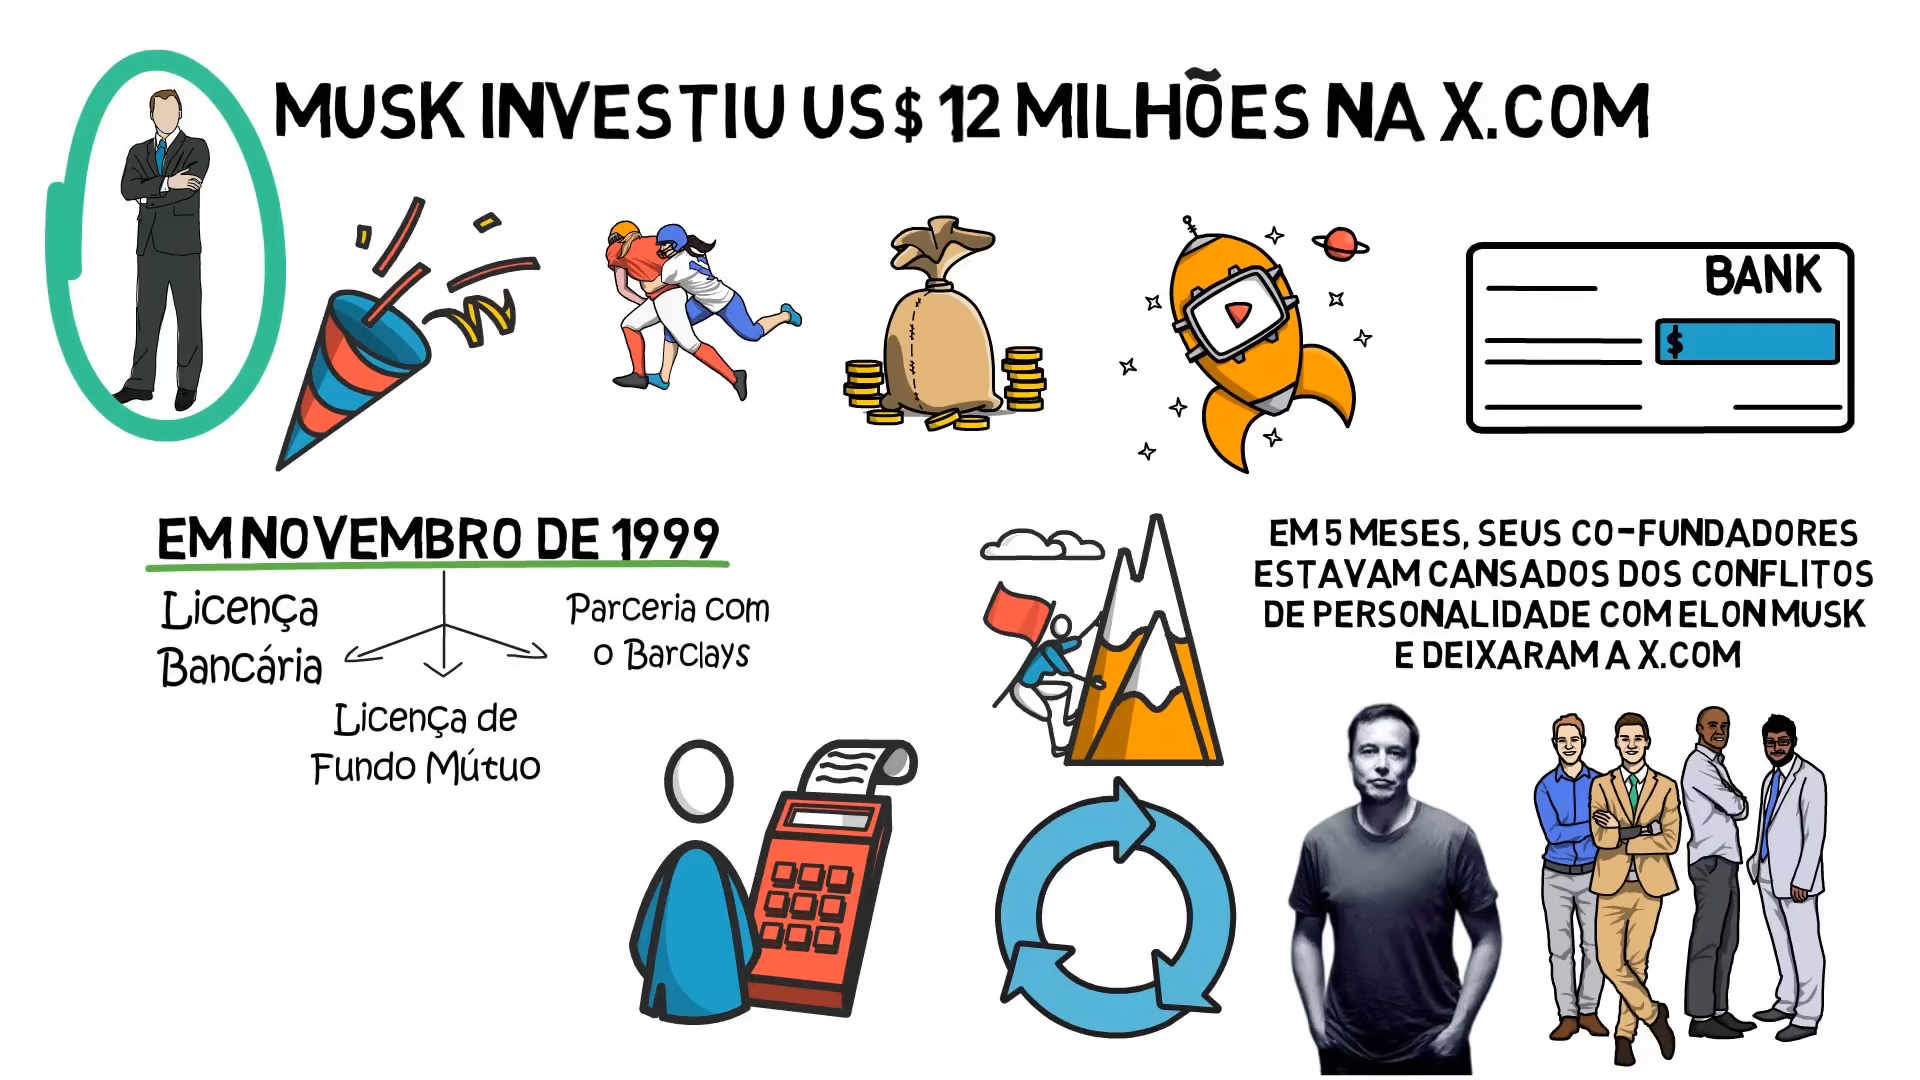 MUSK INVESTIU US$ 12 MILHÕES NA X.COM
BANK
$
EM NOVEMBRO DE 1999
Licença
Bancária
Parceria com
o Barclays
Licença de
Fundo Mútuo
EM 5 MESES, SEUS CO-FUNDADORES
ESTAVAM CANSADOS DOS CONFLITOS
DE PERSONALIDADE COM ELON MUSK
E DEIXARAM A X.COM